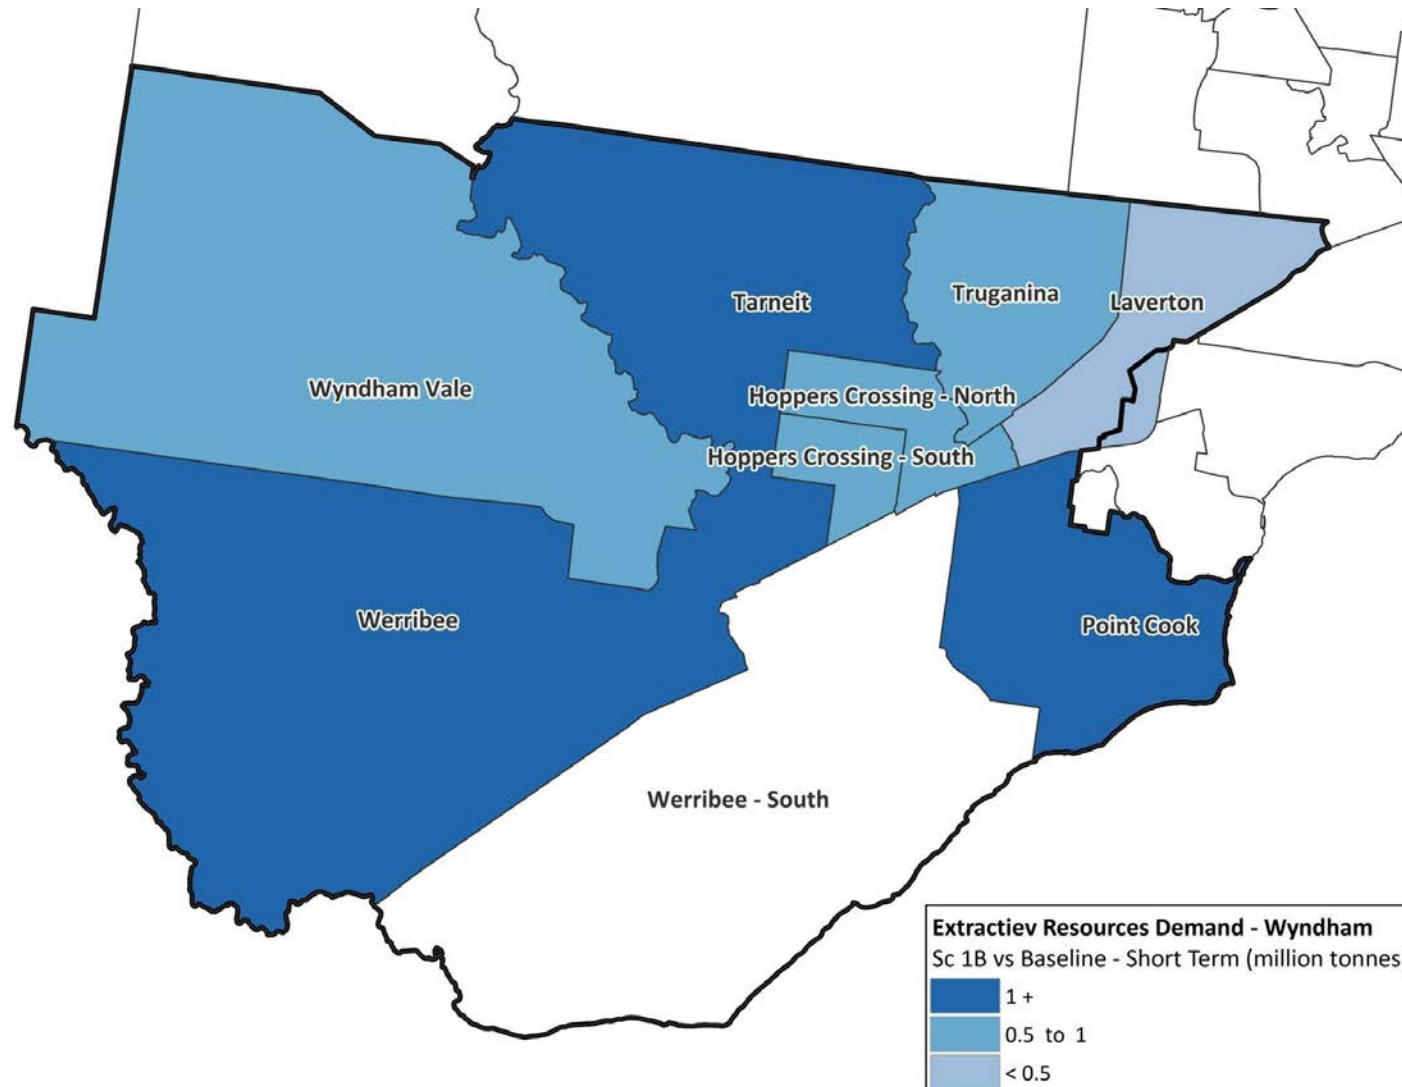 Tarneit
Truganina
Laverton
Wyndham Vale
Hoppers Crossing - North
Hoppers Crossing - South
Werribee
Point Cook
Werribee - South
Extractiev Resources Demand - Wyndham
Sc 1B vs Baseline - Short Term (million tonnes
1 +
0.5 to 1
< 0.5